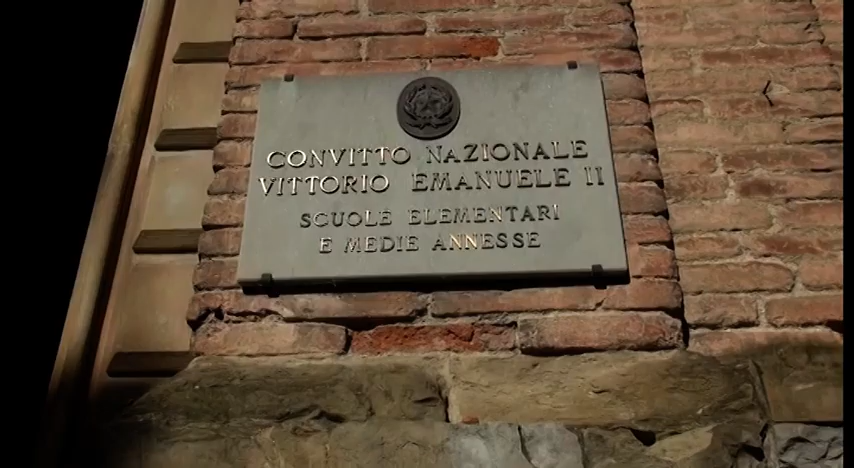 CONVITTO NAZIONALE
VITTORIO EMANUELE II
SCUOLE ELEMENTARI
E MEDIE ANNESSE